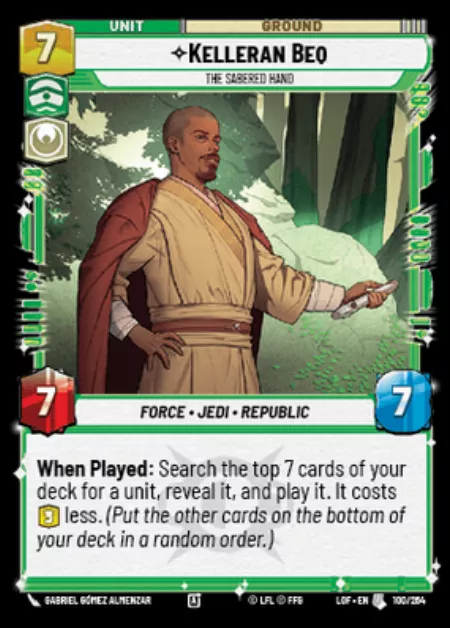 UNIT GROUND
7
✧KELLERAN BEQ
THE SABERED HAND
7
FORCE • JEDI • REPUBLIC
7
When Played: Search the top 7 cards of your
deck for a unit, reveal it, and play it. It costs
3 less. (Put the other cards on the bottom of
your deck in a random order.)
GABRIEL GÓMEZ ALMENZAR A © LFL © FFG LOF • EN 100/264